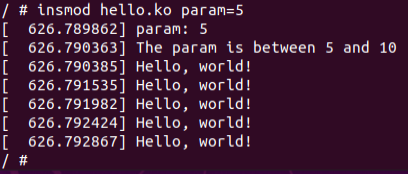 / # insmod hello.ko param=5
[  626.789862] param: 5
[  626.790363] The param is between 5 and 10
[  626.790385] Hello, world!
[  626.791535] Hello, world!
[  626.791982] Hello, world!
[  626.792424] Hello, world!
[  626.792867] Hello, world!
/ #